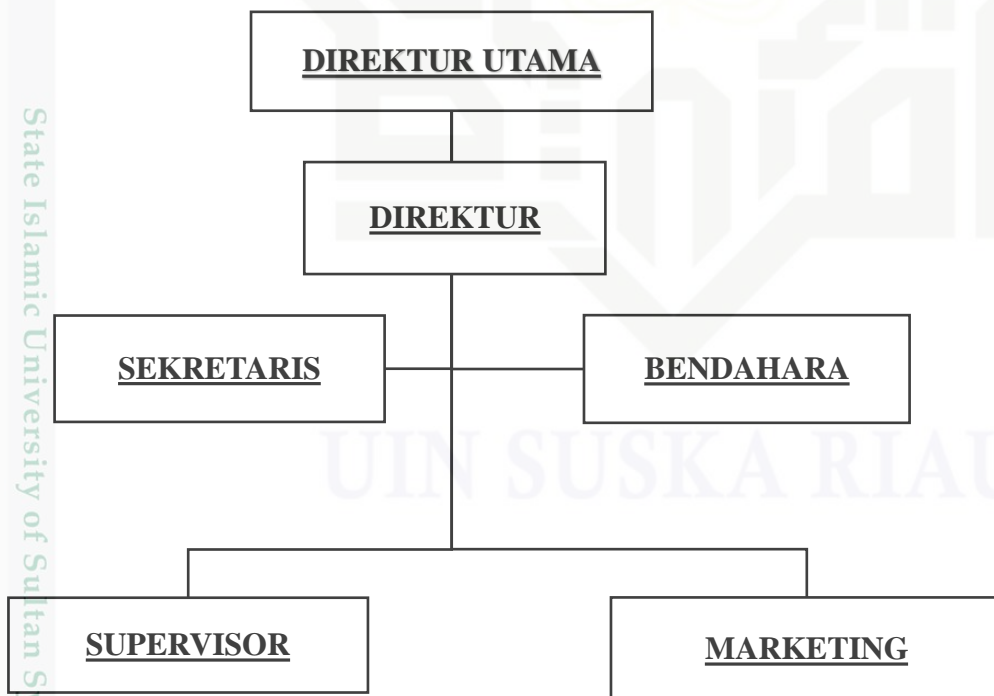 DIREKTUR UTAMA
DIREKTUR
SEKRETARIS
BENDAHARA
SUPERVISOR
MARKETING
State Islamic University of Sultan
UIN SUSKA RIAU